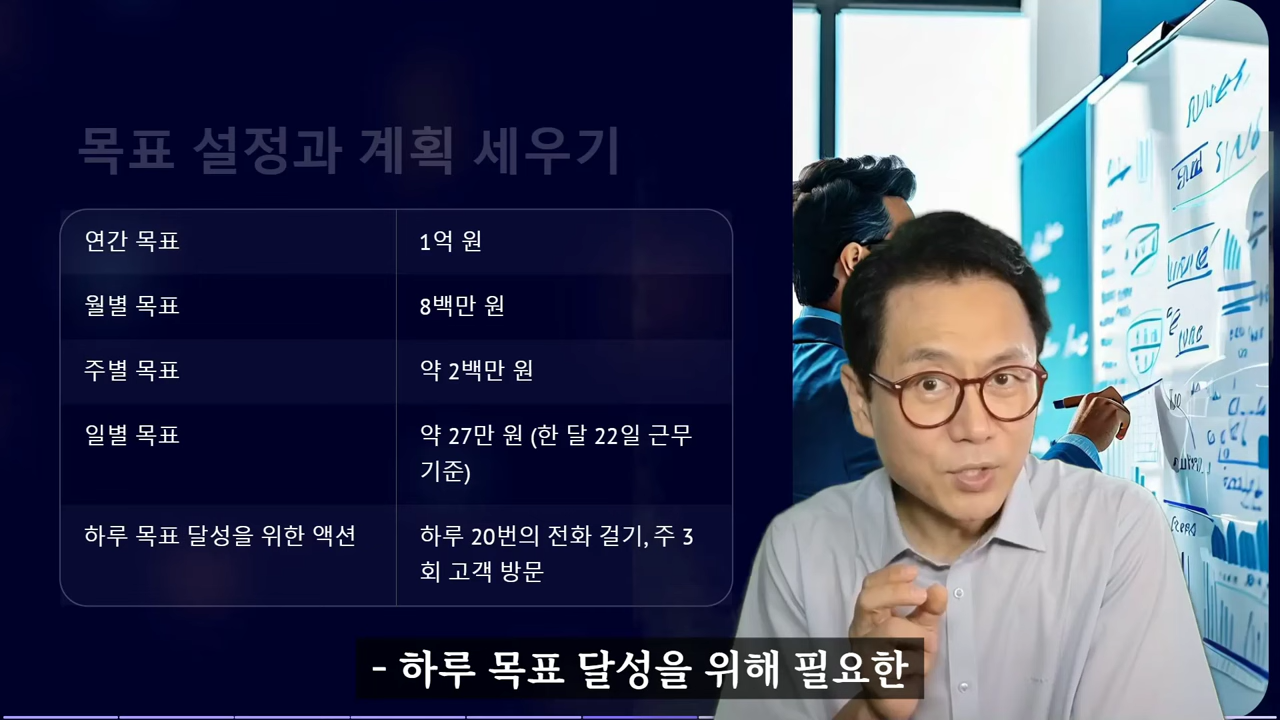 목표 설정과 계획 세우기
연간 목표
1억 원
월별 목표
8백만 원
주별 목표
약 2백만 원
일별 목표
약 27만 원 (한 달 22일 근무
기준)
하루 목표 달성을 위한 액션
하루 20번의 전화 걸기, 주 3
회 고객 방문
- 하루 목표 달성을 위해 필요한